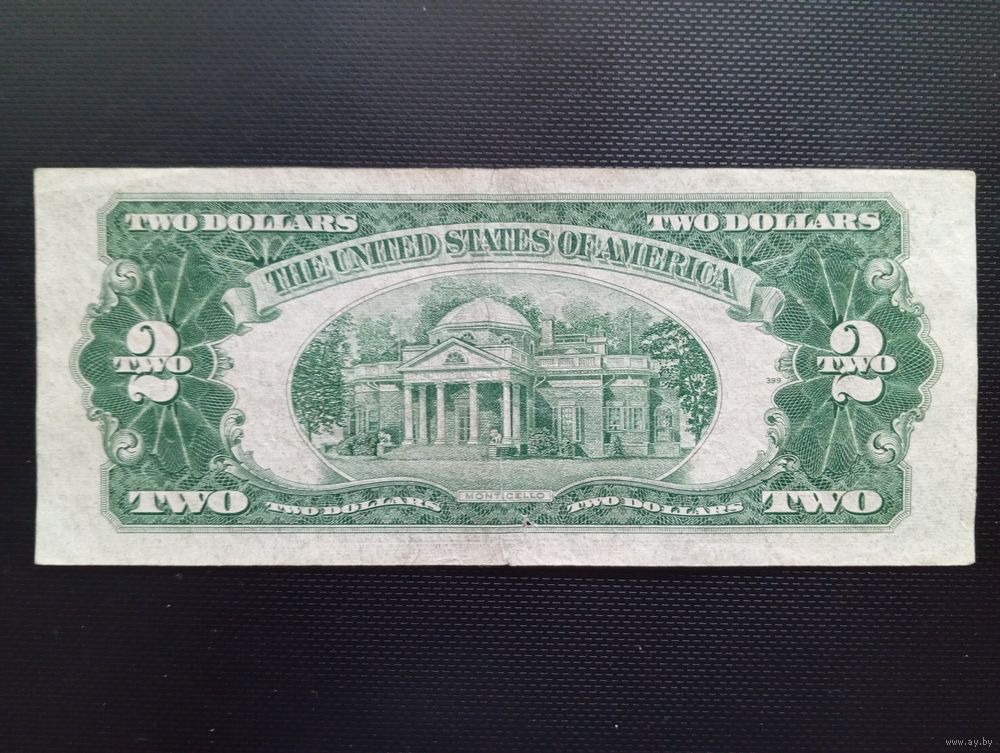 TWO DOLLARS TWO DOLLARS
THE UNITED STATES OF AMERICA
2 2
TWO TWO
399
MONTICELLO
TWO TWO DOLLARS TWO DOLLARS TWO
www.ay.by